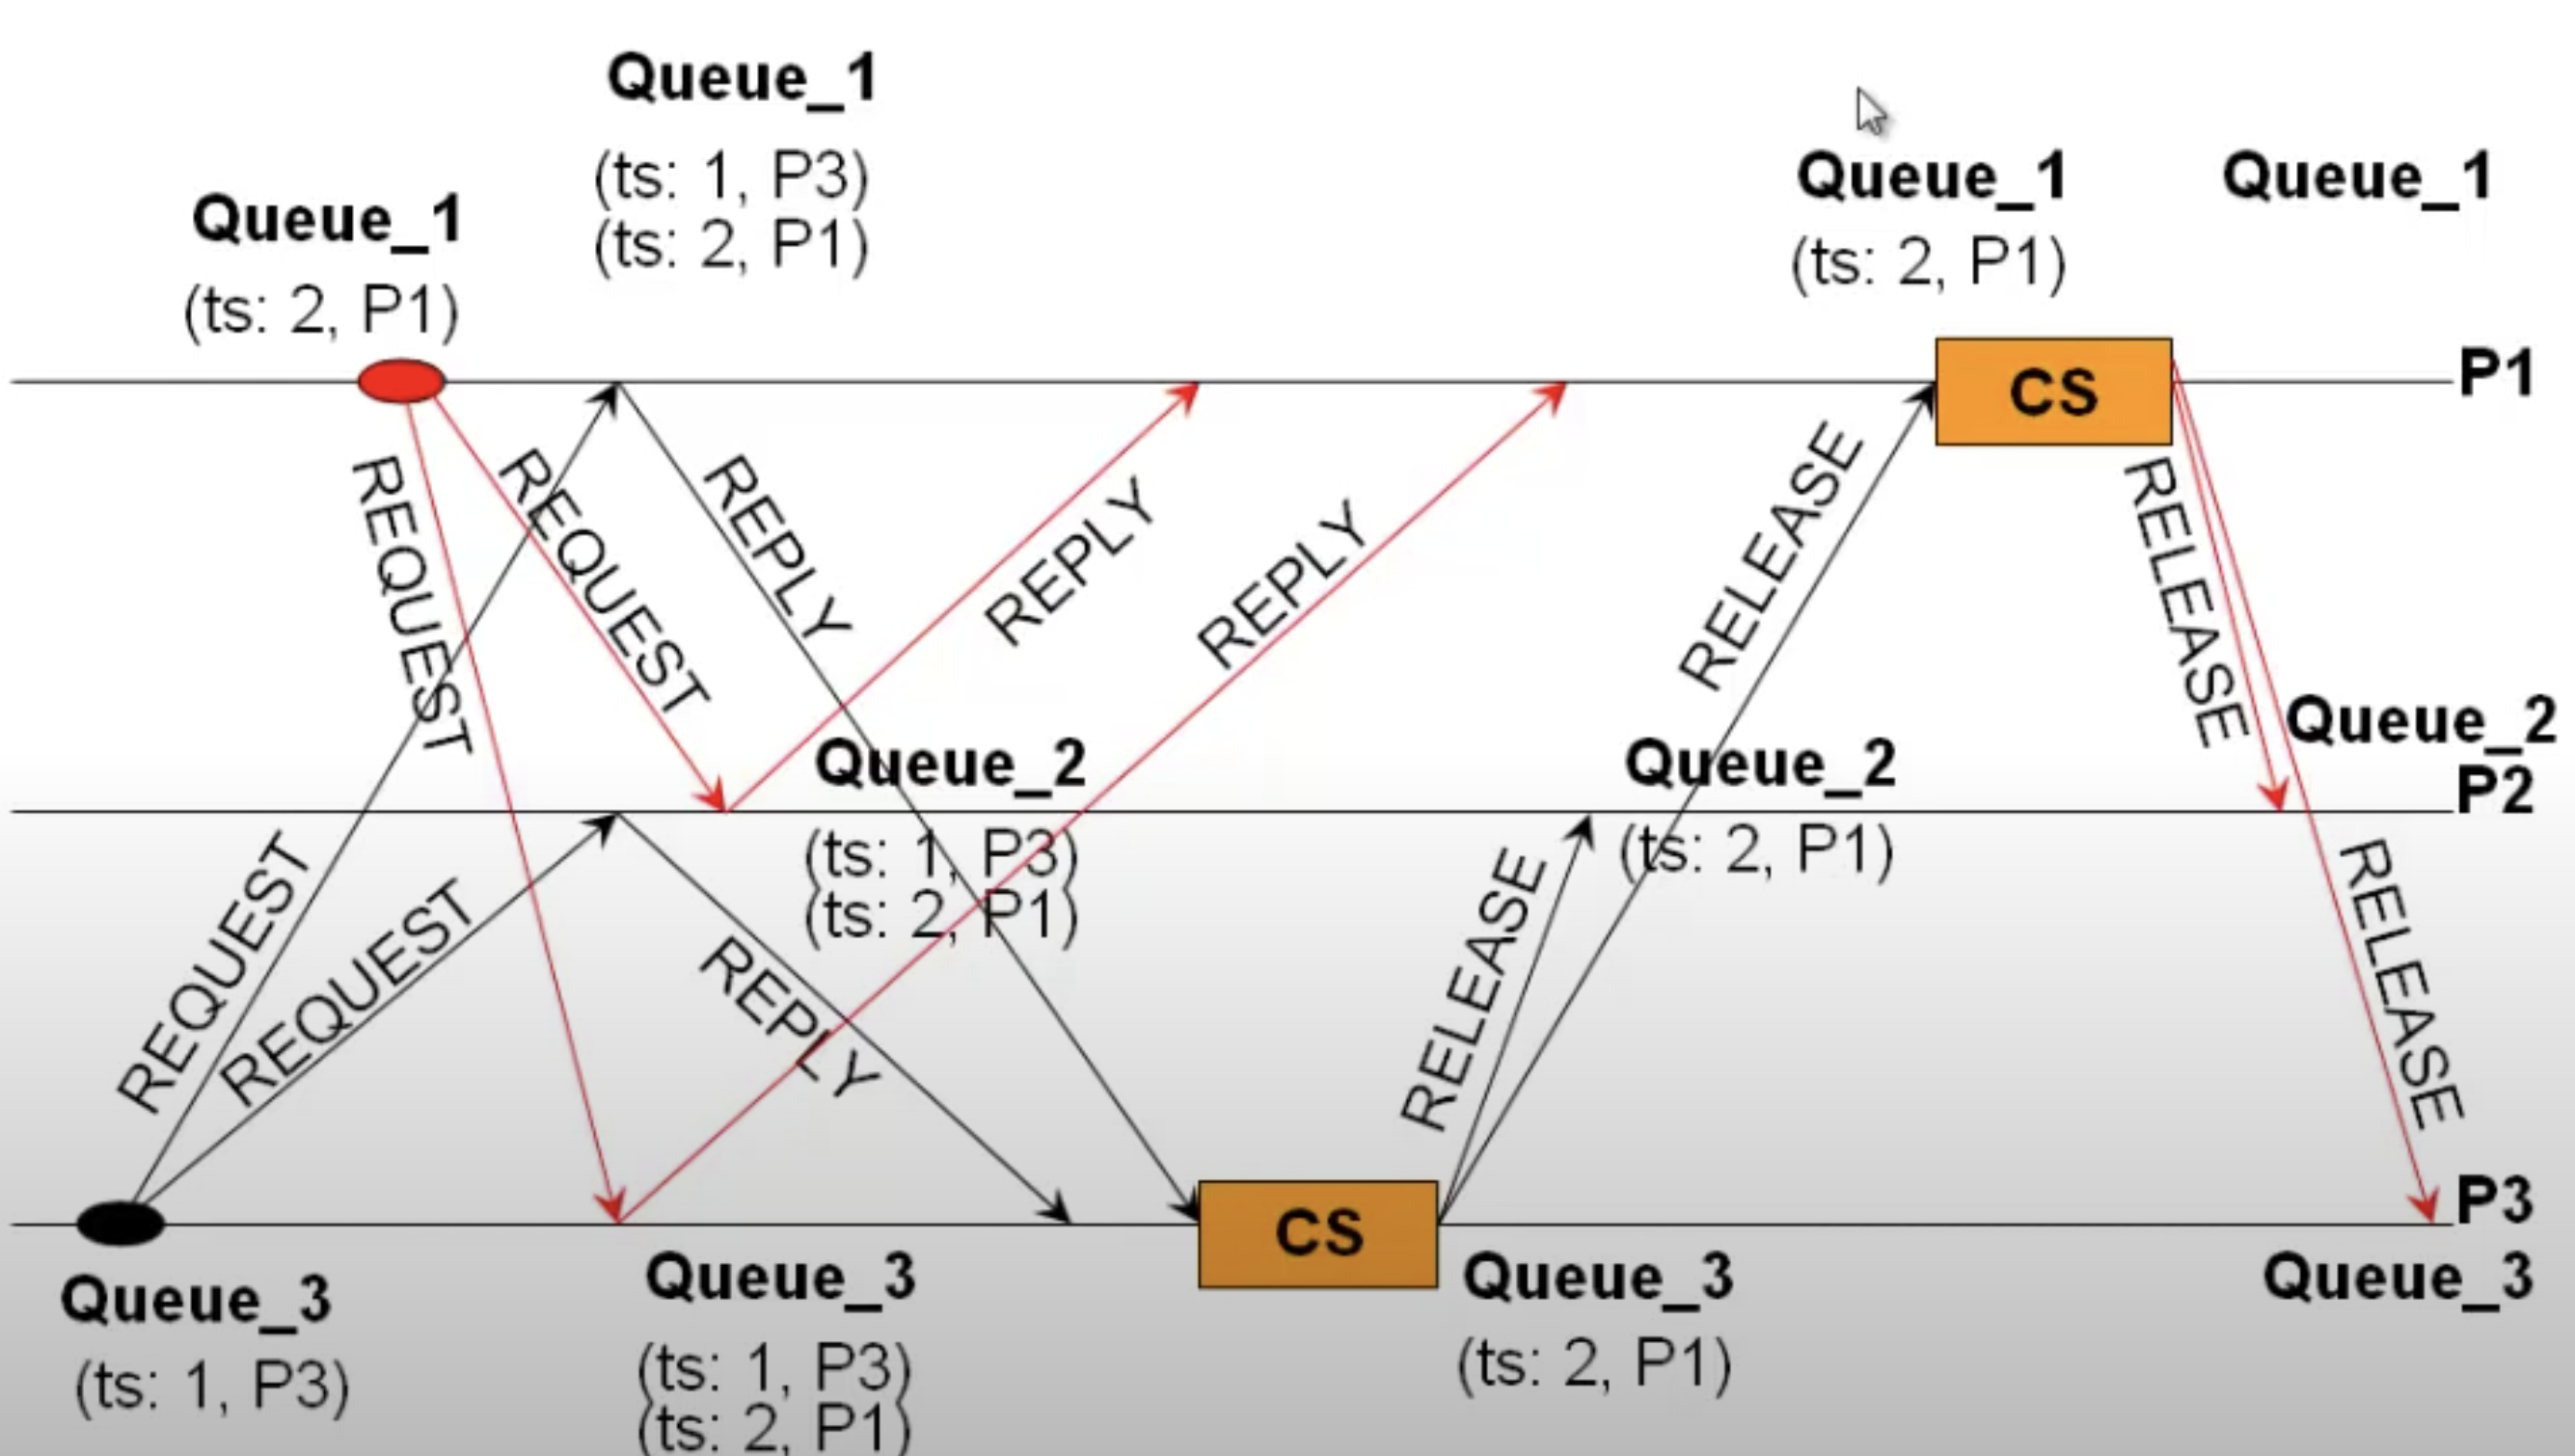 Queue_1
(ts: 1, P3)
(ts: 2, P1)
Queue_1
(ts: 2, P1)
Queue_1
(ts: 2, P1)
Queue_1
CS
P1
REQUEST
REQUEST
REPLY
REPLY
REPLY
RELEASE
RELEASE
Queue_2
(ts: 1, P3)
(ts: 2, P1)
Queue_2
(ts: 2, P1)
Queue_2
P2
REQUEST
REQUEST
REPLY
RELEASE
RELEASE
CS
P3
Queue_3
(ts: 1, P3)
Queue_3
(ts: 1, P3)
(ts: 2, P1)
Queue_3
(ts: 2, P1)
Queue_3